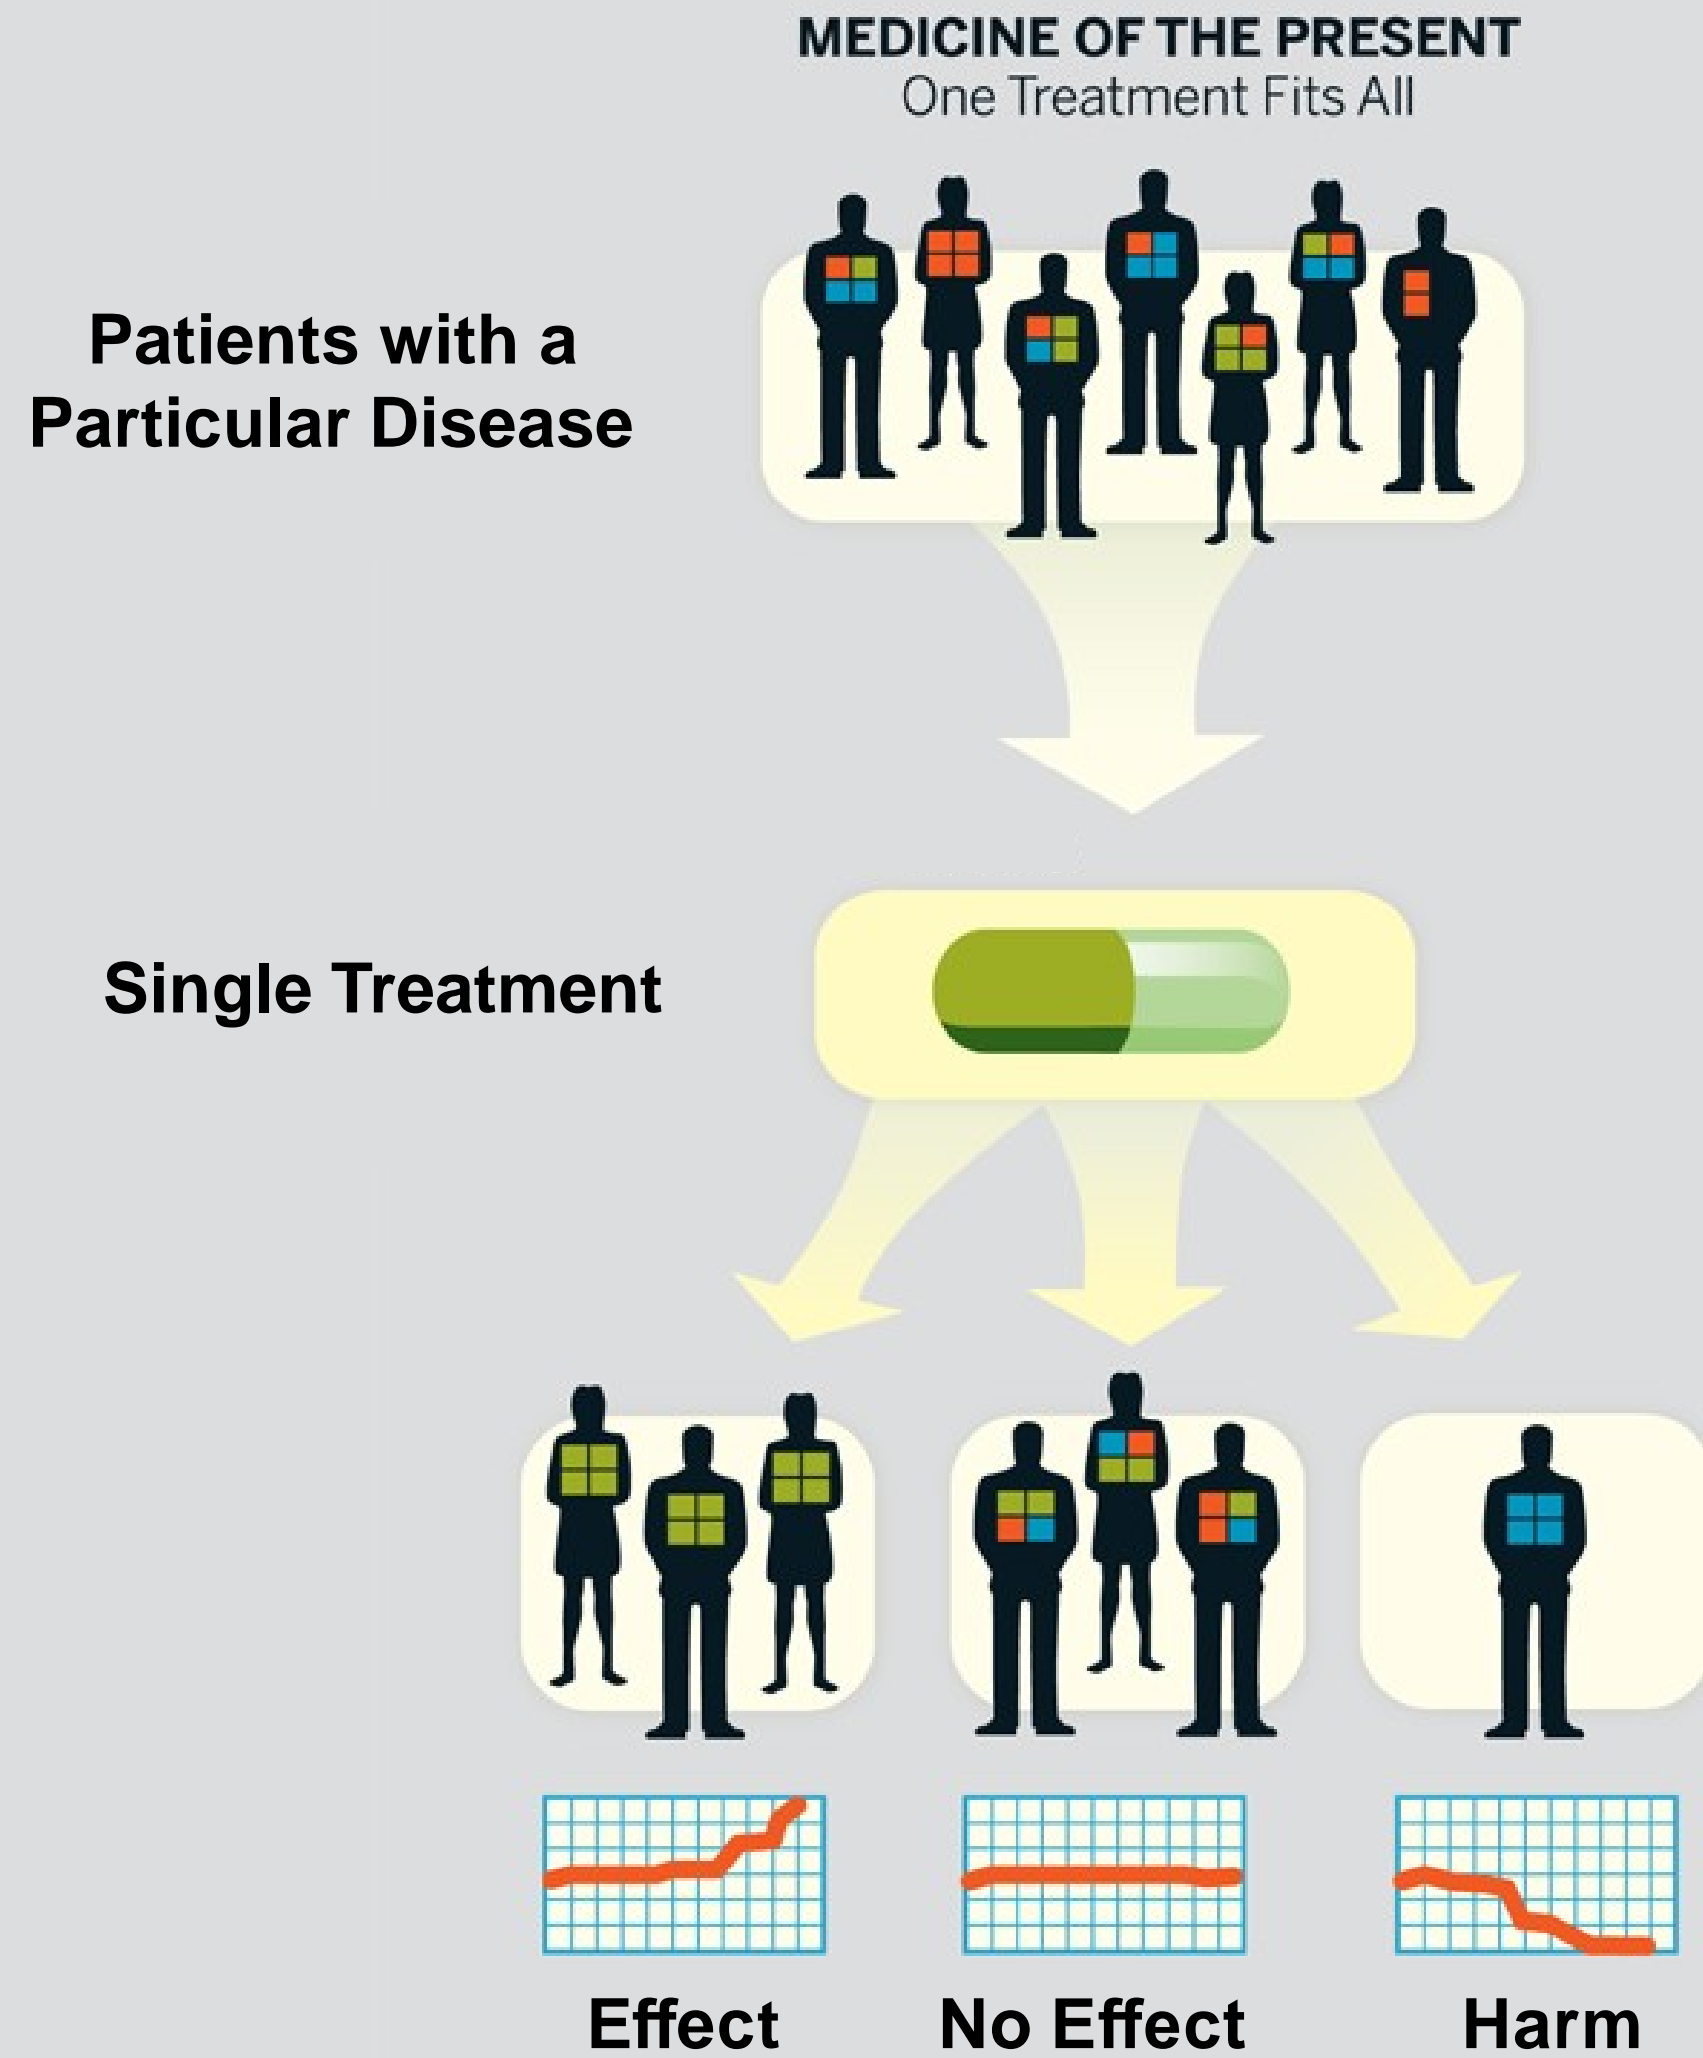 MEDICINE OF THE PRESENT
One Treatment Fits All
Patients with a
Particular Disease
Single Treatment
Effect
No Effect
Harm